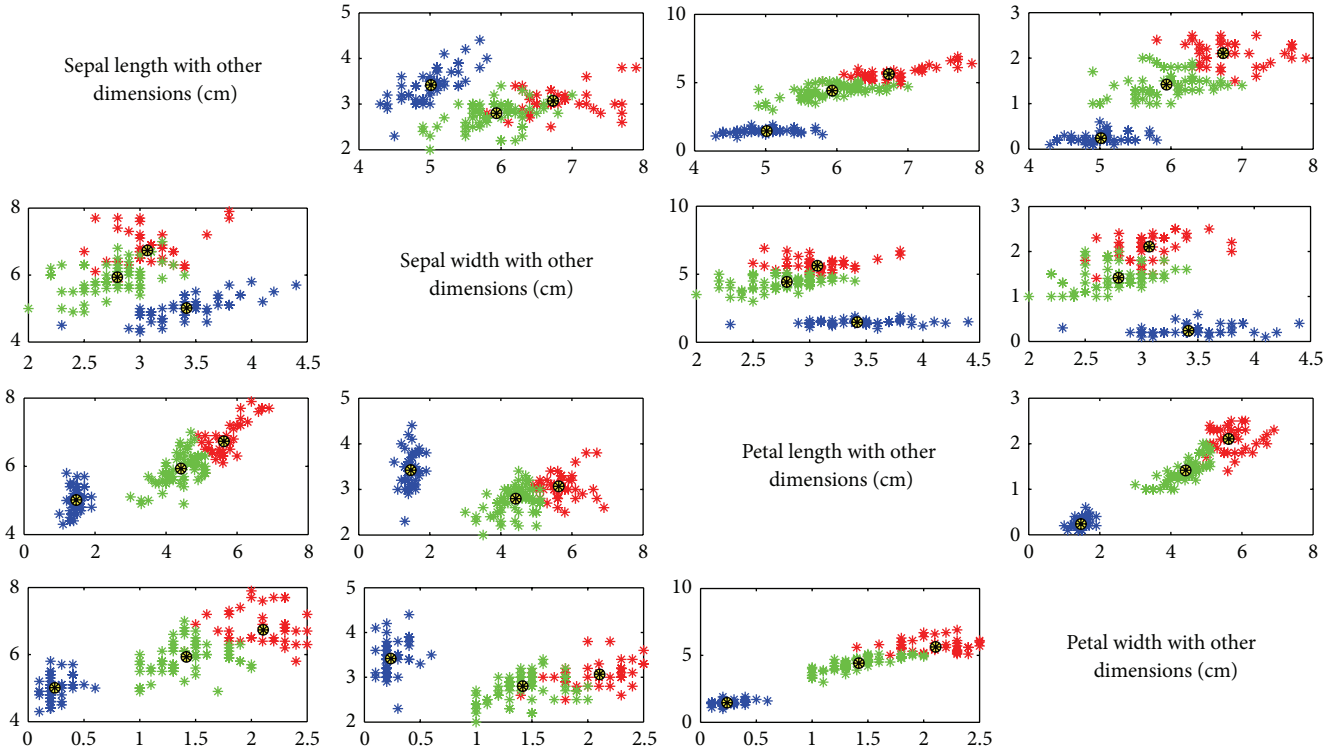 Sepal length with other
dimensions (cm)
5
4
3
2
4 5 6 7 8
10
5
0
4 5 6 7 8
3
2
1
0
4 5 6 7 8
8
6
4
2 2.5 3 3.5 4 4.5
Sepal width with other
dimensions (cm)
10
5
0
2 2.5 3 3.5 4 4.5
3
2
1
0
2 2.5 3 3.5 4 4.5
8
6
4
0 2 4 6 8
5
4
3
2
0 2 4 6 8
Petal length with other
dimensions (cm)
3
2
1
0
0 2 4 6 8
8
6
4
0 0.5 1 1.5 2 2.5
5
4
3
2
0 0.5 1 1.5 2 2.5
10
5
0
0 0.5 1 1.5 2 2.5
Petal width with other
dimensions (cm)